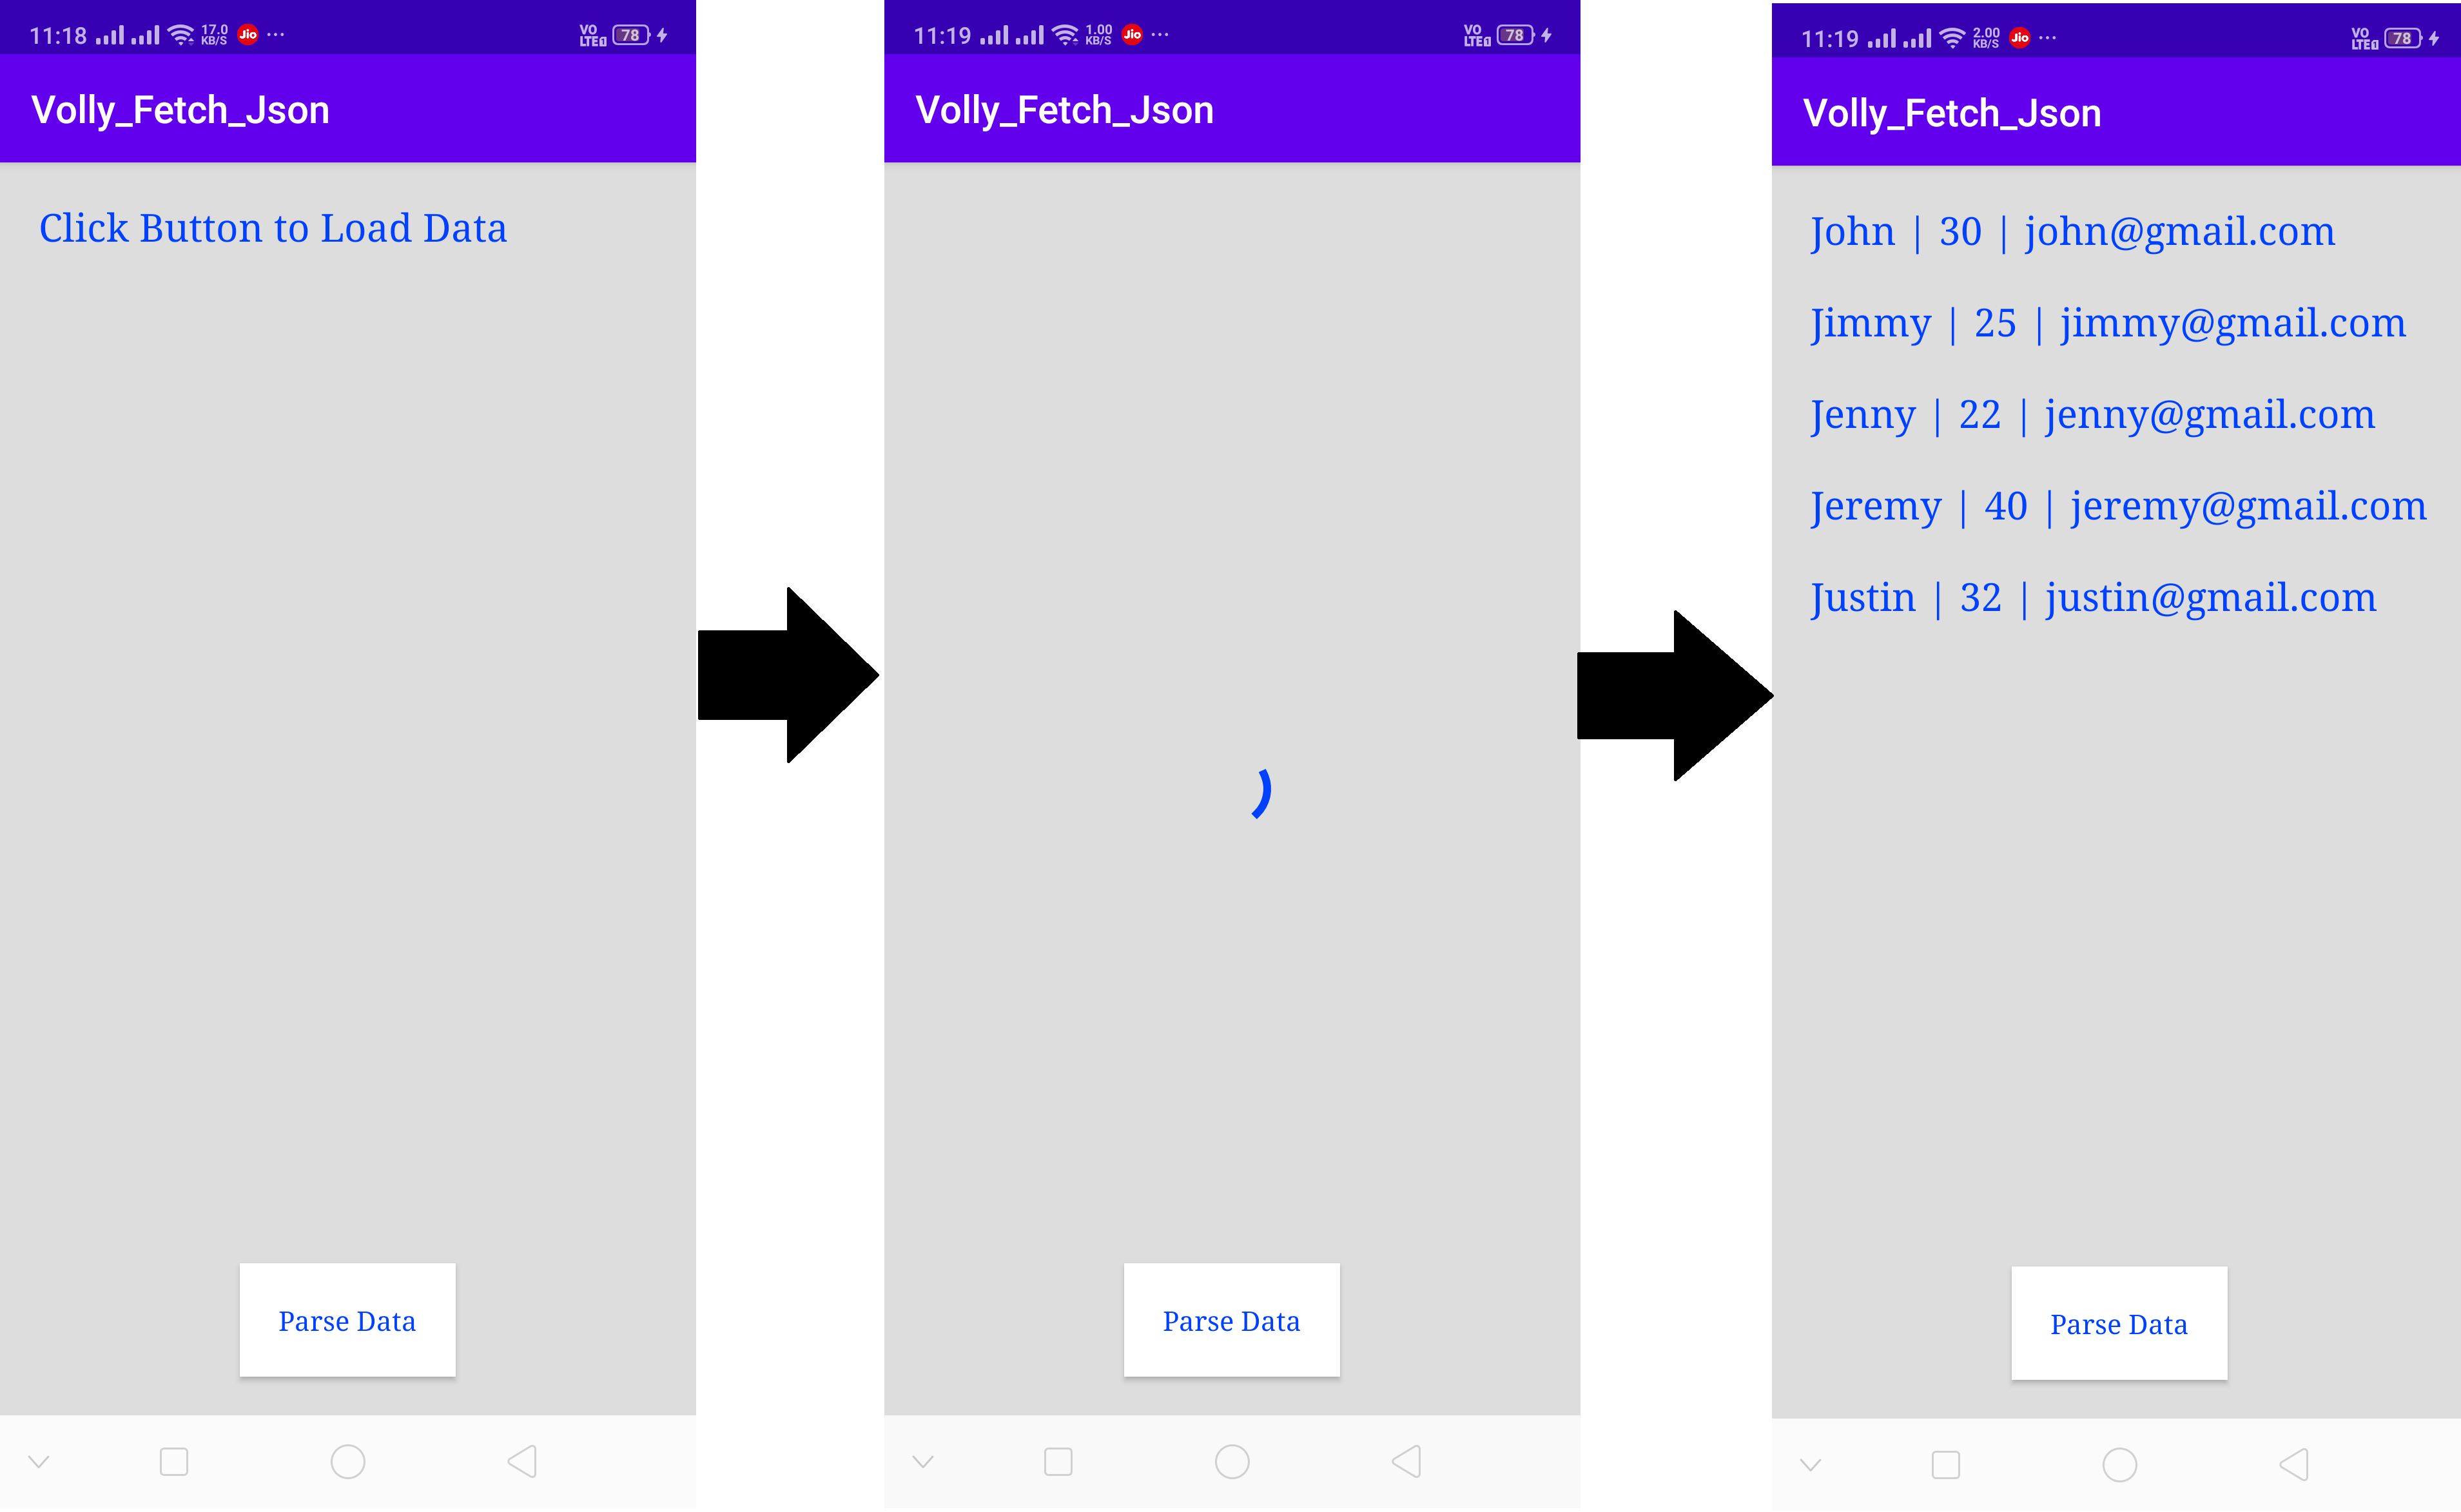 11:18 17.0 KB/S Jio ... VO LTE1 78
Volly_Fetch_Json
Click Button to Load Data
Parse Data
11:19 1.00 KB/S Jio ... VO LTE1 78
Volly_Fetch_Json
Parse Data
11:19 2.00 KB/S Jio ... VO LTE1 78
Volly_Fetch_Json
John | 30 | john@gmail.com
Jimmy | 25 | jimmy@gmail.com
Jenny | 22 | jenny@gmail.com
Jeremy | 40 | jeremy@gmail.com
Justin | 32 | justin@gmail.com
Parse Data